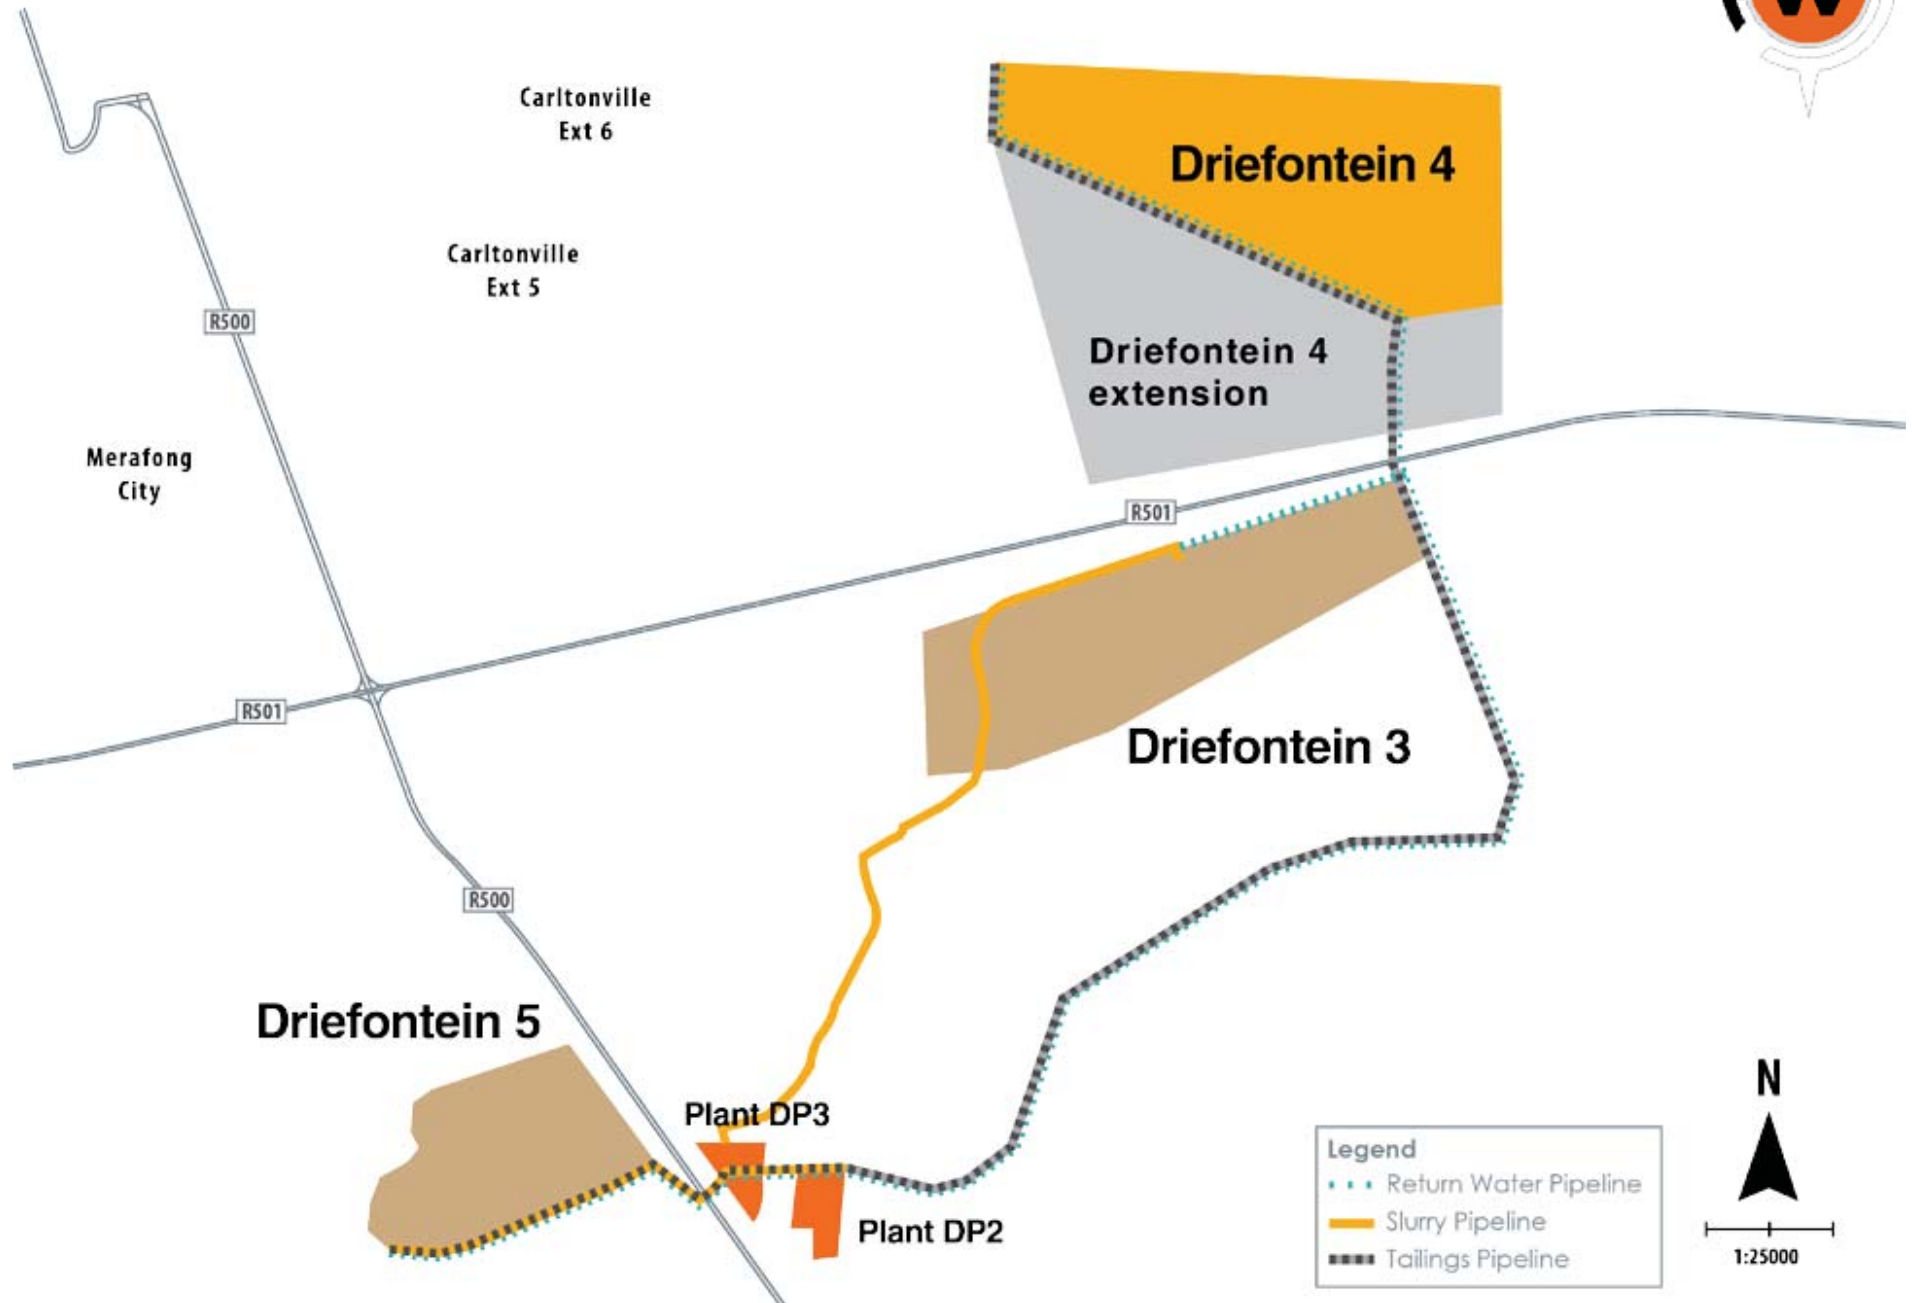 W
Carltonville
Ext 6
Driefontein 4
Carltonville
Ext 5
R500
Driefontein 4
extension
Merafong
City
R501
R501
Driefontein 3
R500
Driefontein 5
Plant DP3
Plant DP2
N
1:25000
Legend
Return Water Pipeline
Slurry Pipeline
Tailings Pipeline